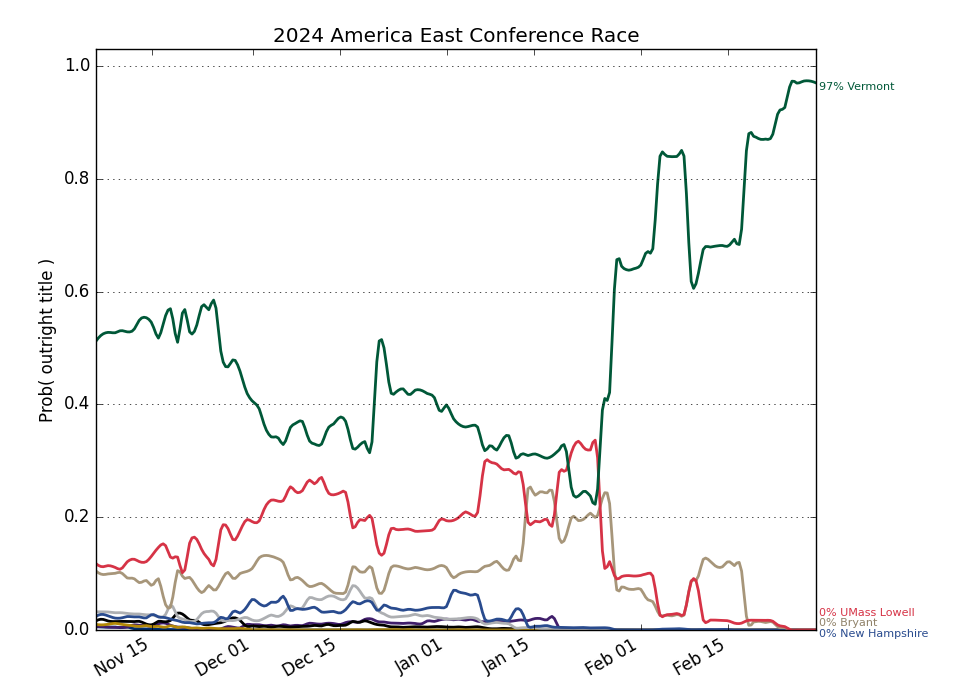 2024 America East Conference Race
Prob( outright title )
1.0
0.8
0.6
0.4
0.2
0.0
97% Vermont
0% UMass Lowell
0% Bryant
0% New Hampshire
Nov 15
Dec 01
Dec 15
Jan 01
Jan 15
Feb 01
Feb 15